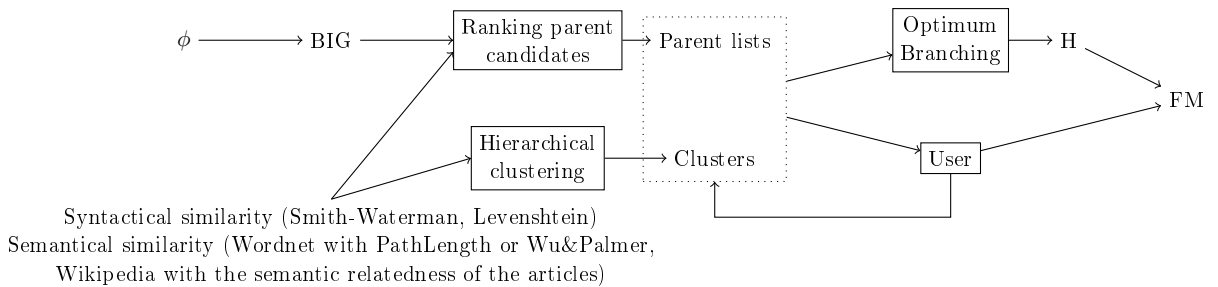 ϕ
BIG
Ranking parent
candidates
Parent lists
Optimum
Branching
H
FM
Hierarchical
clustering
Clusters
User
Syntactical similarity (Smith-Waterman, Levenshtein)
Semantical similarity (Wordnet with PathLength or Wu&Palmer,
Wikipedia with the semantic relatedness of the articles)